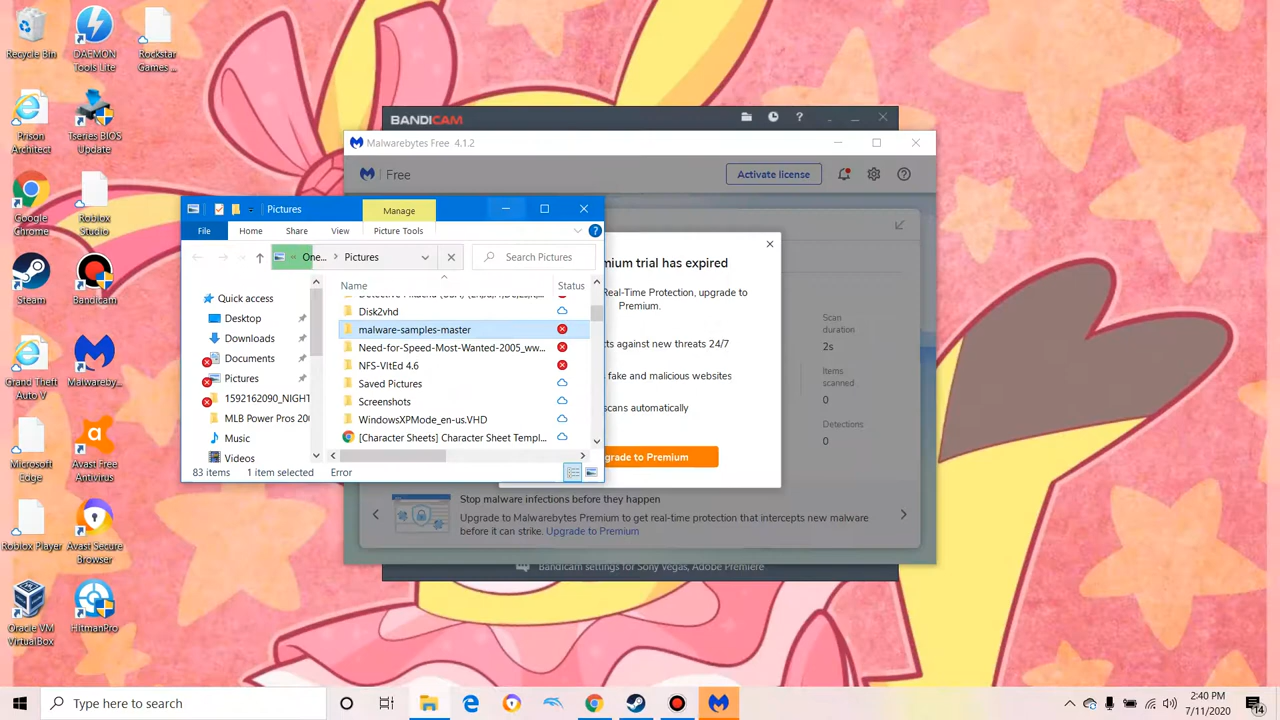 Recycle Bin
DAEMON
Tools Lite
Rockstar
Games ...
Prison
Architect
Tseries BIOS
Update
Google
Chrome
Roblox
Studio
Steam
Bandicam
Grand Theft
Auto V
Malwareby...
Microsoft
Edge
Avast Free
Antivirus
Roblox Player
Avast Secure
Browser
Oracle VM
VirtualBox
HitmanPro
BANDICAM
?
Malwarebytes Free 4.1.2
Free
Activate license
mium trial has expired
Real-Time Protection, upgrade to
Premium.
cts against new threats 24/7
fake and malicious websites
scans automatically
grade to Premium
Scan
duration
2s
Items
scanned
0
Detections
0
Stop malware infections before they happen
Upgrade to Malwarebytes Premium to get real-time protection that intercepts new malware
before it can strike. Upgrade to Premium
Bandicam settings for Sony Vegas, Adobe Premiere
Pictures
Manage
File
Home
Share
View
Picture Tools
One...
Pictures
Search Pictures
Quick access
Desktop
Downloads
Documents
Pictures
1592162090_NIGHT
MLB Power Pros 200
Music
Videos
Name
Status
Disk2vhd
malware-samples-master
Need-for-Speed-Most-Wanted-2005_ww...
NFS-VltEd 4.6
Saved Pictures
Screenshots
WindowsXPMode_en-us.VHD
[Character Sheets] Character Sheet Templ...
83 items
1 item selected
Error
Type here to search
2:40 PM
7/11/2020
14